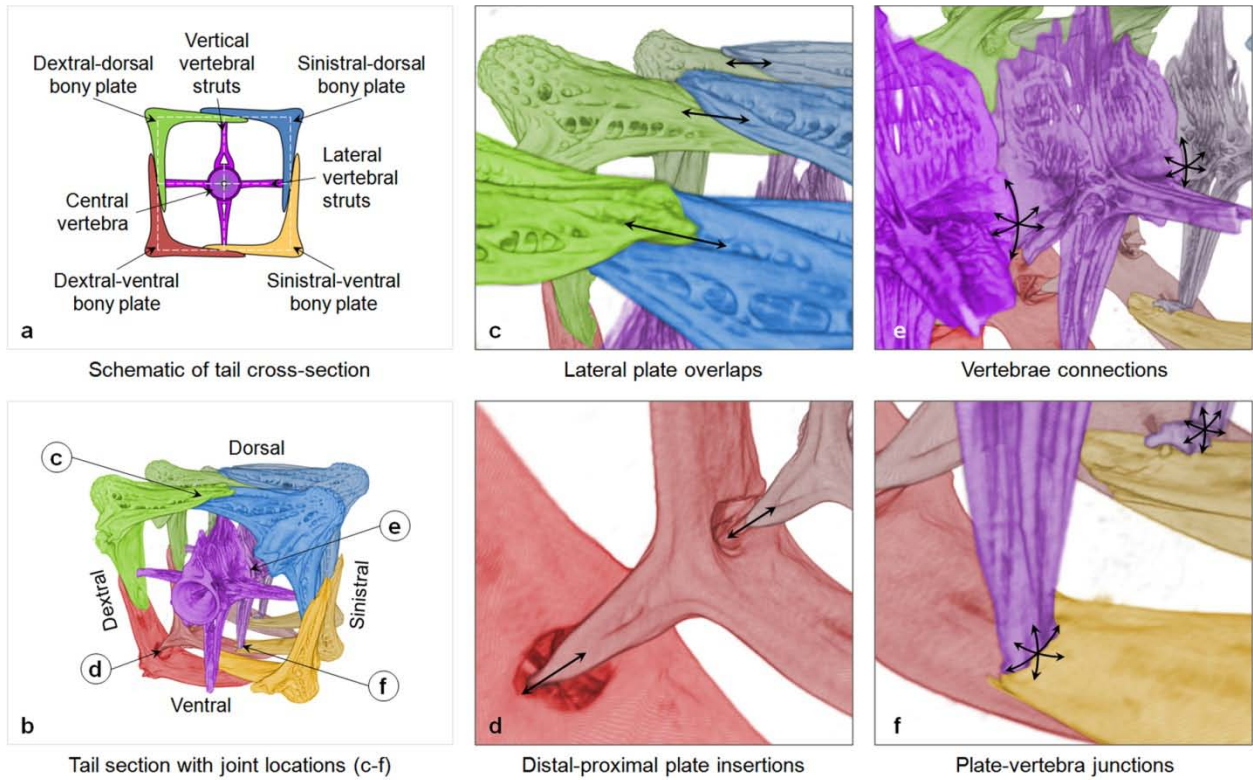 Dextral-dorsal
bony plate
Vertical
vertebral
struts
Sinistral-dorsal
bony plate
Central
vertebra
Lateral
vertebral
struts
Dextral-ventral
bony plate
Sinistral-ventral
bony plate
a
Schematic of tail cross-section
c
Lateral plate overlaps
e
Vertebrae connections
Dorsal
c
e
Dextral
Sinistral
d
f
Ventral
b
Tail section with joint locations (c-f)
d
Distal-proximal plate insertions
f
Plate-vertebra junctions